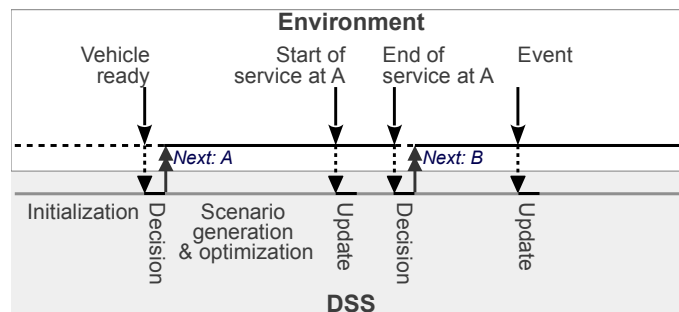 Environment
Vehicle
ready
Start of
service at A
End of
service at A
Event
Next: A
Next: B
Initialization
Decision
Scenario
generation
& optimization
Update
Decision
Update
DSS